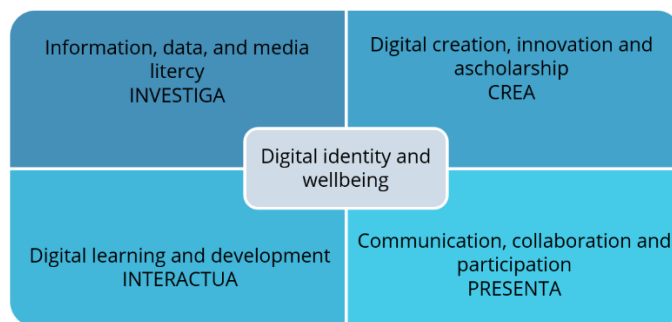 Information, data, and media
litercy
INVESTIGA
Digital creation, innovation and
ascholarship
CREA
Digital identity and
wellbeing
Digital learning and development
INTERACTUA
Communication, collaboration and
participation
PRESENTA